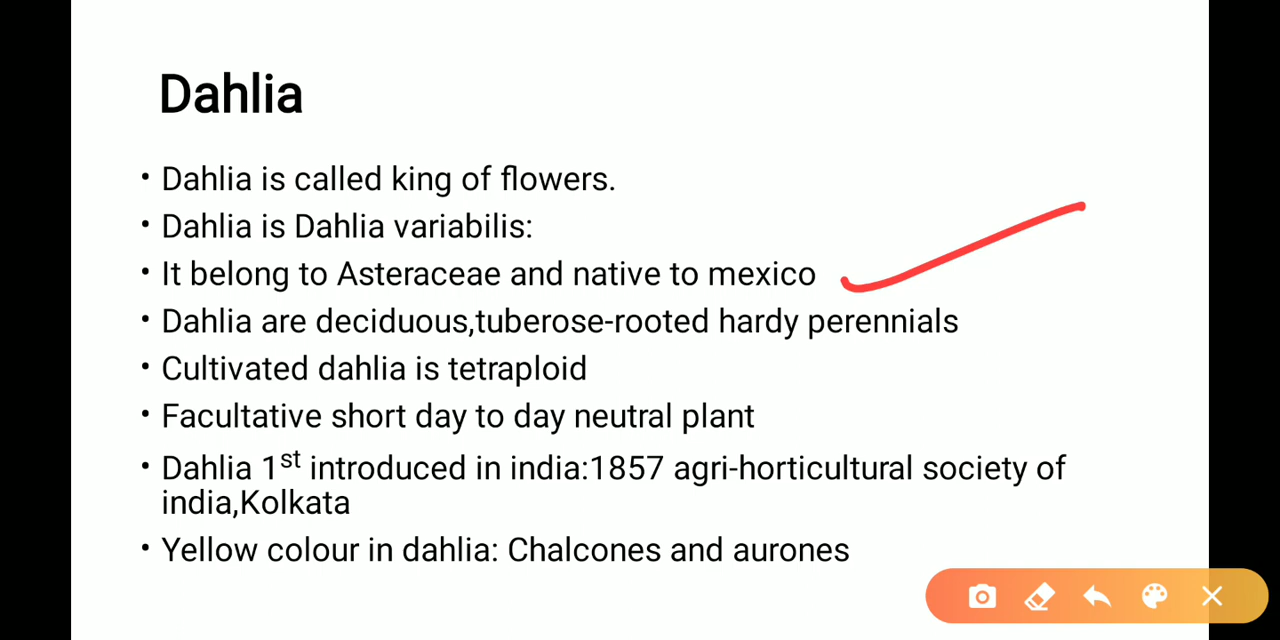 Dahlia
• Dahlia is called king of flowers.
• Dahlia is Dahlia variabilis:
• It belong to Asteraceae and native to mexico
• Dahlia are deciduous,tuberose-rooted hardy perennials
• Cultivated dahlia is tetraploid
• Facultative short day to day neutral plant
• Dahlia 1st introduced in india:1857 agri-horticultural society of
india,Kolkata
• Yellow colour in dahlia: Chalcones and aurones